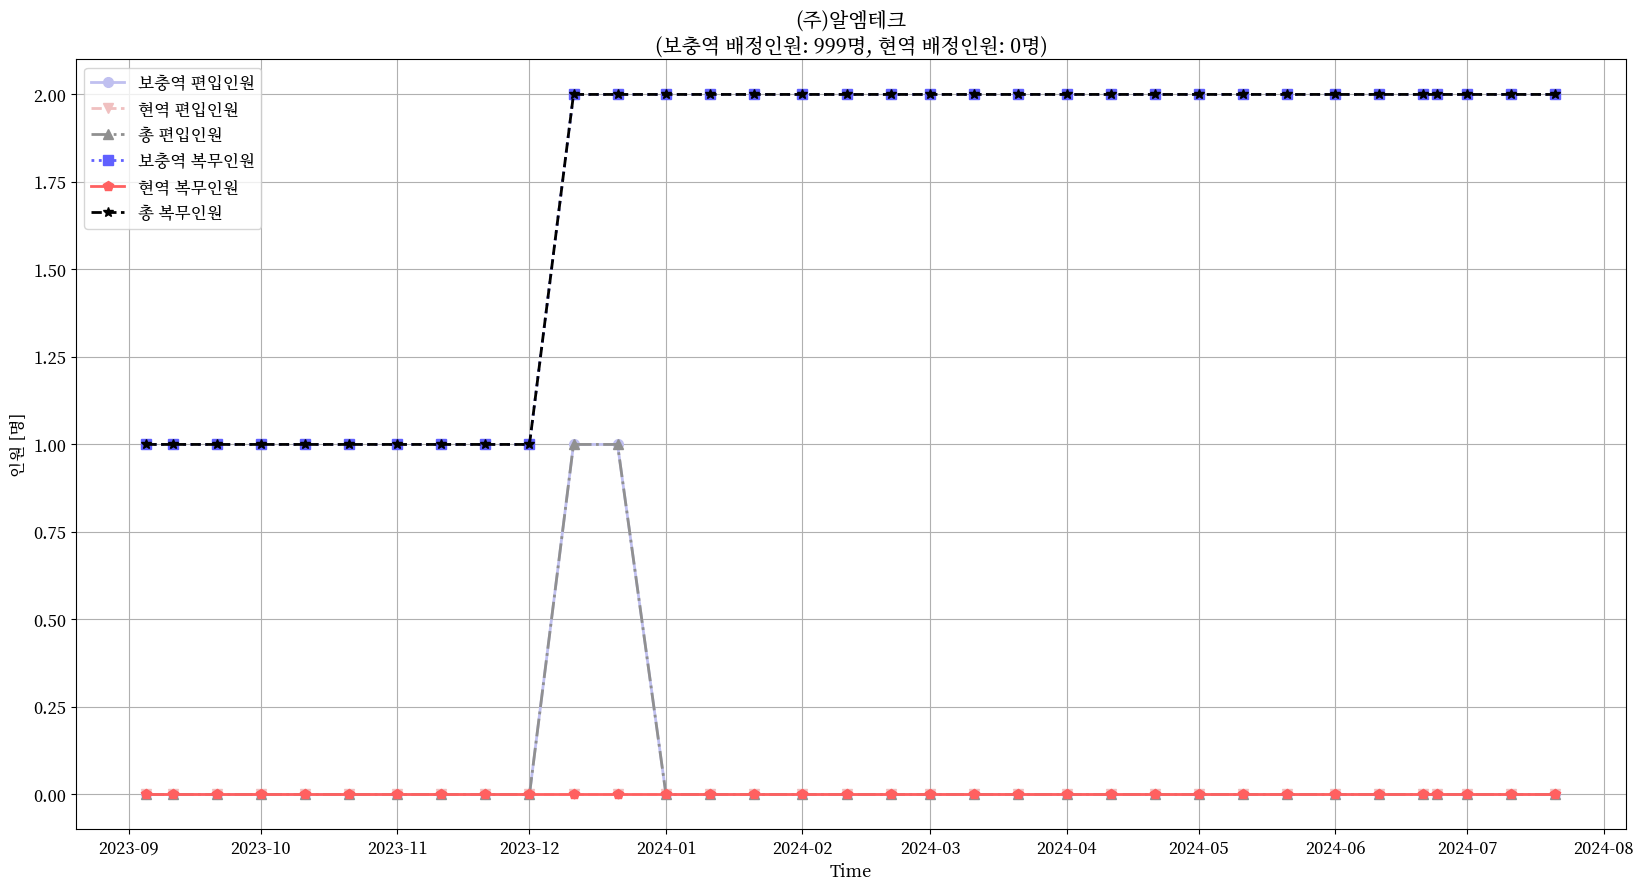 (주)알엠테크
(보충역 배정인원: 999명, 현역 배정인원: 0명)
보충역 편입인원
현역 편입인원
총 편입인원
보충역 복무인원
현역 복무인원
총 복무인원
인원 [명]
2.00
1.75
1.50
1.25
1.00
0.75
0.50
0.25
0.00
2023-09 2023-10 2023-11 2023-12 2024-01 2024-02 2024-03 2024-04 2024-05 2024-06 2024-07 2024-08
Time